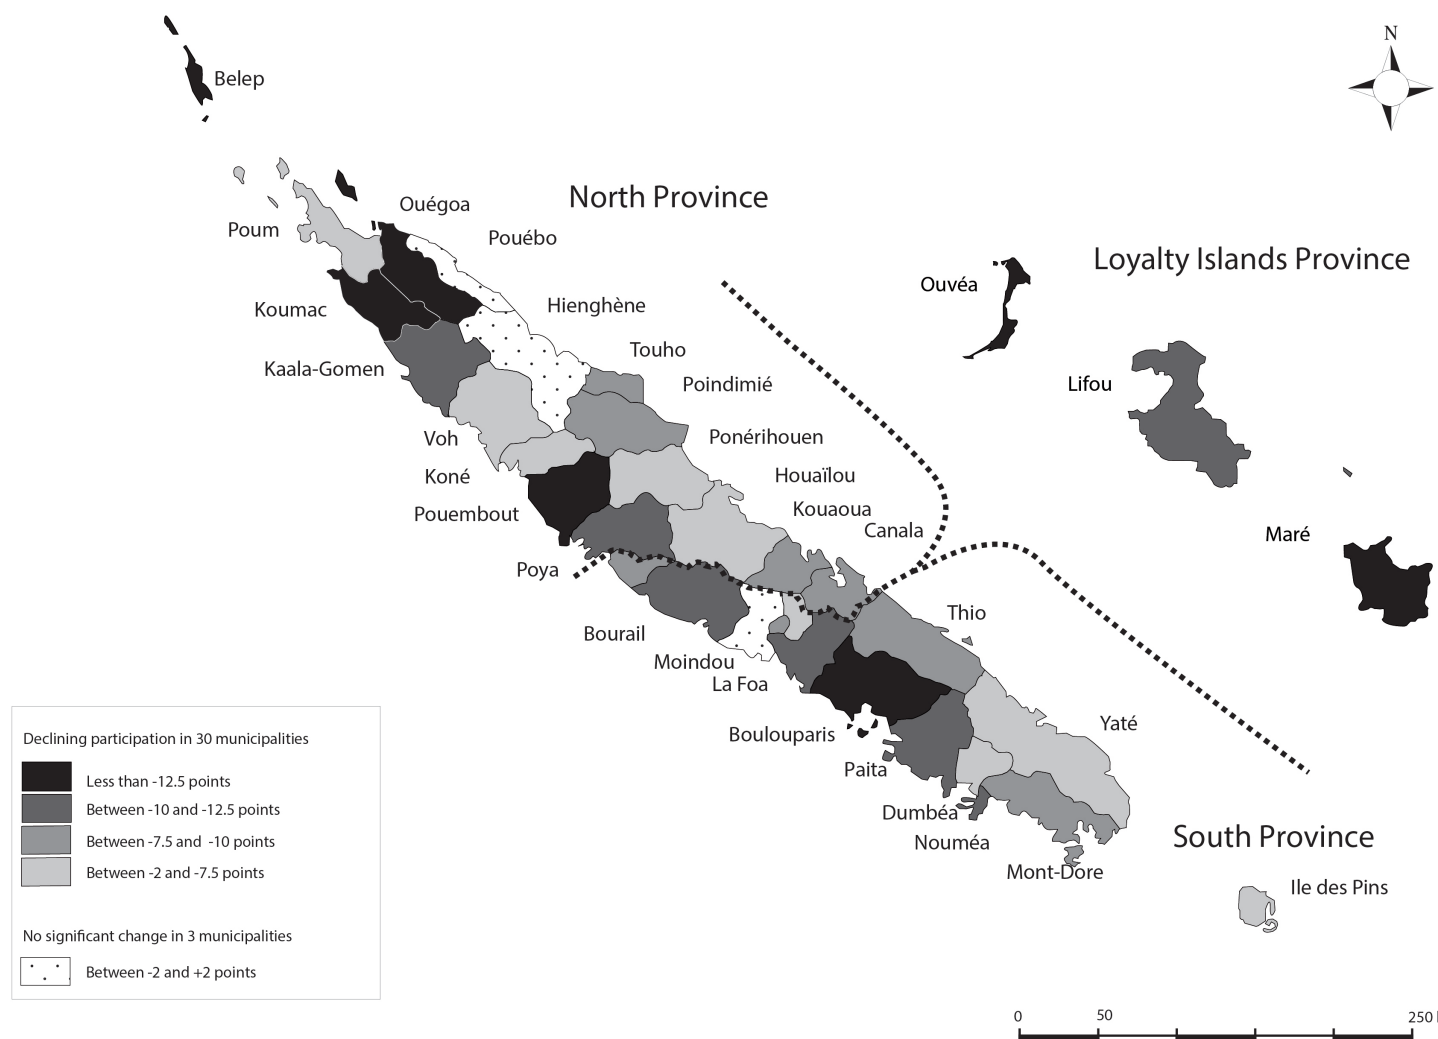 N
Belep
Ouégoa
North Province
Poum
Pouébo
Loyalty Islands Province
Ouvéa
Koumac
Hienghène
Touho
Kaala-Gomen
Poindimié
Lifou
Voh
Ponérihouen
Koné
Houaïlou
Pouembout
Kouaoua
Canala
Maré
Poya
Thio
Bourail
Moindou
La Foa
Yaté
Boulouparis
Paita
Dumbéa
Nouméa
South Province
Mont-Dore
Ile des Pins
Declining participation in 30 municipalities
Less than -12.5 points
Between -10 and -12.5 points
Between -7.5 and -10 points
Between -2 and -7.5 points
No significant change in 3 municipalities
Between -2 and +2 points
0 50 250